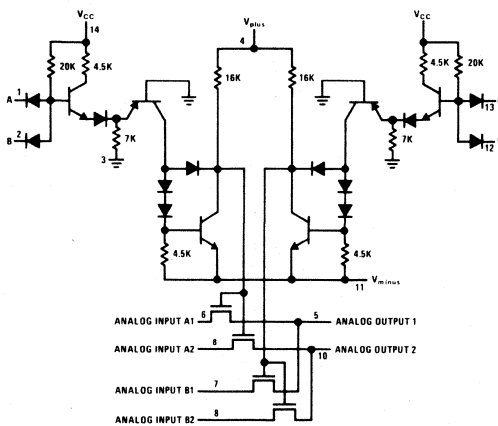 VCC
Vplus
VCC
14
4
20K
4.5K
16K
16K
4.5K
20K
A
1
13
B
2
12
7K
7K
3
4.5K
4.5K
11
Vminus
ANALOG INPUT A1
6
5
ANALOG OUTPUT 1
ANALOG INPUT A2
8
10
ANALOG OUTPUT 2
ANALOG INPUT B1
7
ANALOG INPUT B2
8